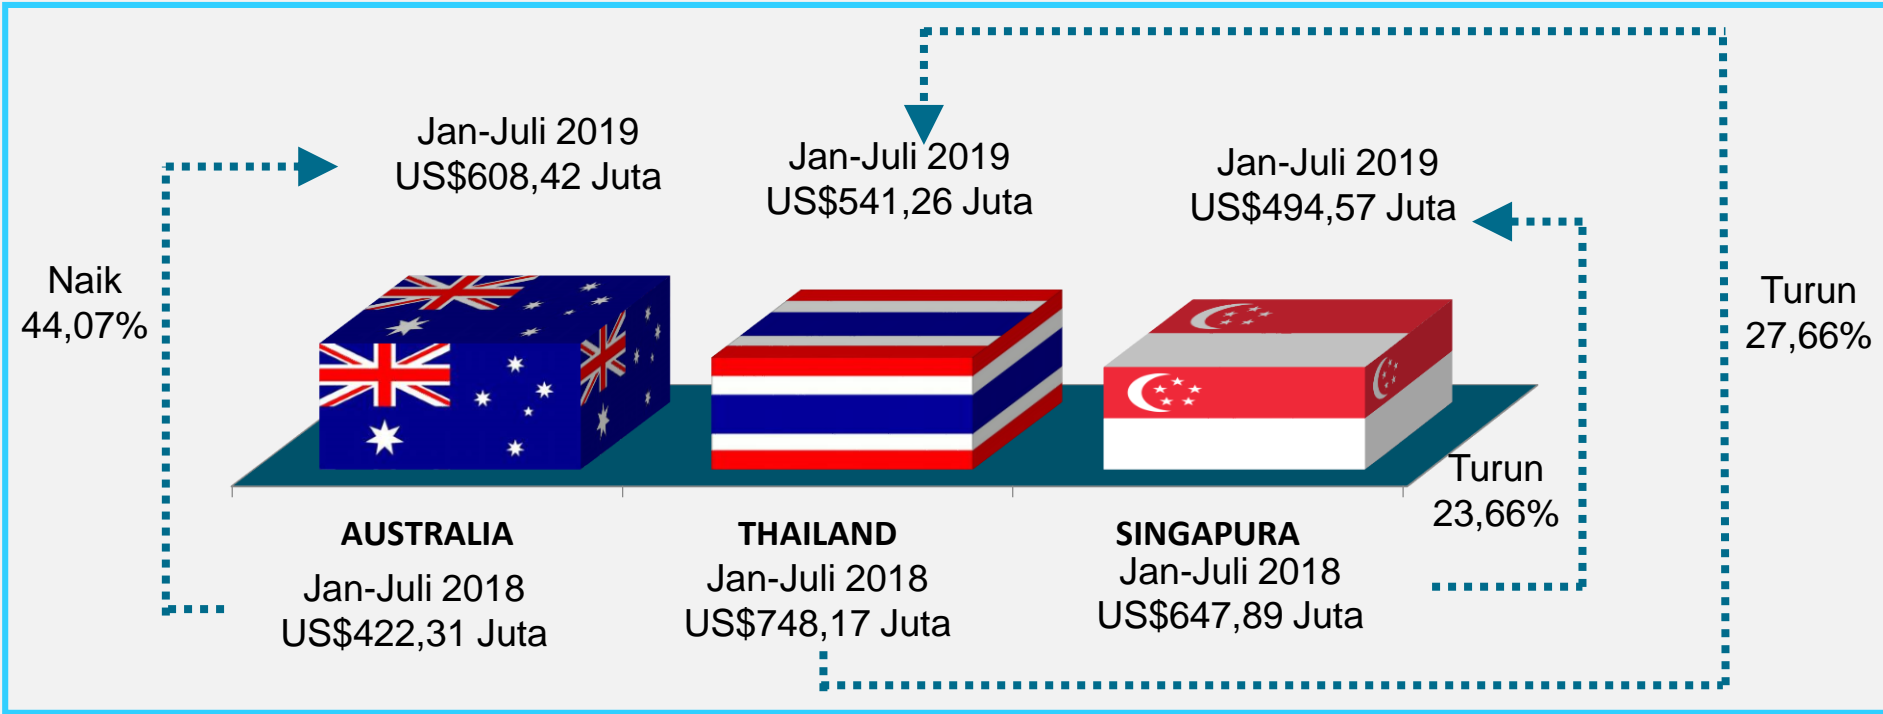 Jan-Juli 2019
US$608,42 Juta
Jan-Juli 2019
US$541,26 Juta
Jan-Juli 2019
US$494,57 Juta
Naik
44,07%
Turun
27,66%
Turun
23,66%
AUSTRALIA
Jan-Juli 2018
US$422,31 Juta
THAILAND
Jan-Juli 2018
US$748,17 Juta
SINGAPURA
Jan-Juli 2018
US$647,89 Juta